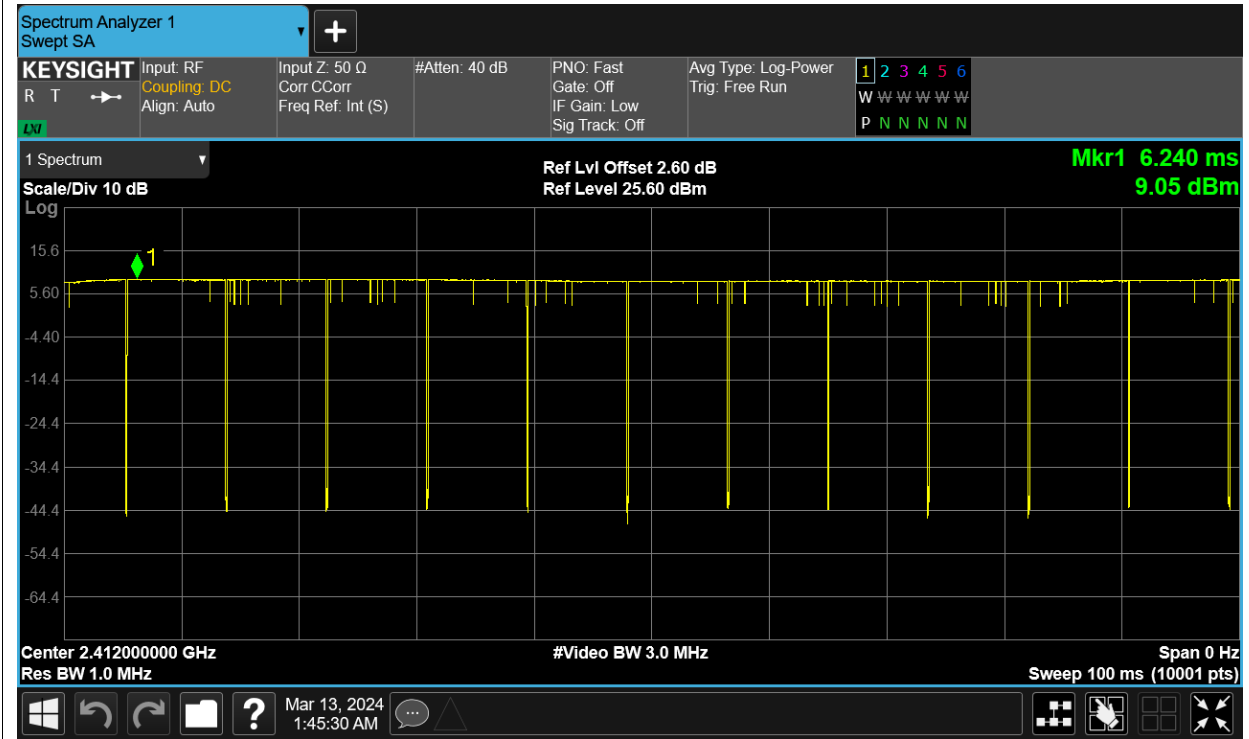 Spectrum Analyzer 1
Swept SA
KEYSIGHT
R T
LXI
Input: RF
Coupling: DC
Align: Auto
Input Z: 50 Ω
Corr CCorr
Freq Ref: Int (S)
#Atten: 40 dB
PNO: Fast
Gate: Off
IF Gain: Low
Sig Track: Off
Avg Type: Log-Power
Trig: Free Run
1 2 3 4 5 6
W W W W W W
P N N N N N
1 Spectrum
Scale/Div 10 dB
Log
Ref Lvl Offset 2.60 dB
Ref Level 25.60 dBm
Mkr1 6.240 ms
9.05 dBm
1
15.6
5.60
-4.40
-14.4
-24.4
-34.4
-44.4
-54.4
-64.4
Center 2.412000000 GHz
#Video BW 3.0 MHz
Span 0 Hz
Res BW 1.0 MHz
Sweep 100 ms (10001 pts)
?
Mar 13, 2024
1:45:30 AM